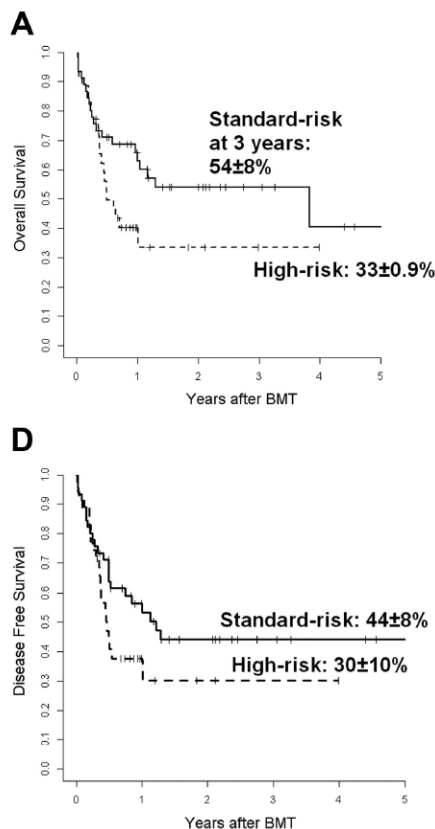 A
Overall Survival
1.0
0.9
0.8
0.7
0.6
0.5
0.4
0.3
0.2
0.1
0.0
Standard-risk
at 3 years:
54±8%
High-risk: 33±0.9%
0 1 2 3 4 5
Years after BMT
D
Disease Free Survival
1.0
0.9
0.8
0.7
0.6
0.5
0.4
0.3
0.2
0.1
0.0
Standard-risk: 44±8%
High-risk: 30±10%
0 1 2 3 4 5
Years after BMT